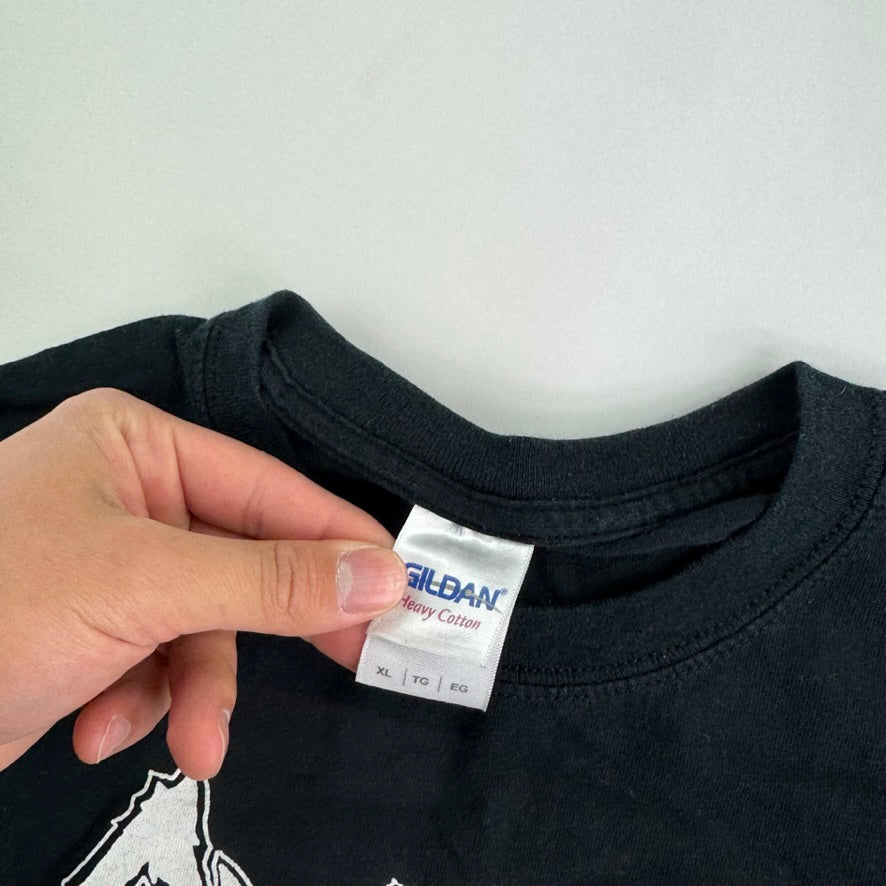 GILDAN®
Heavy Cotton
XL | TG | EG